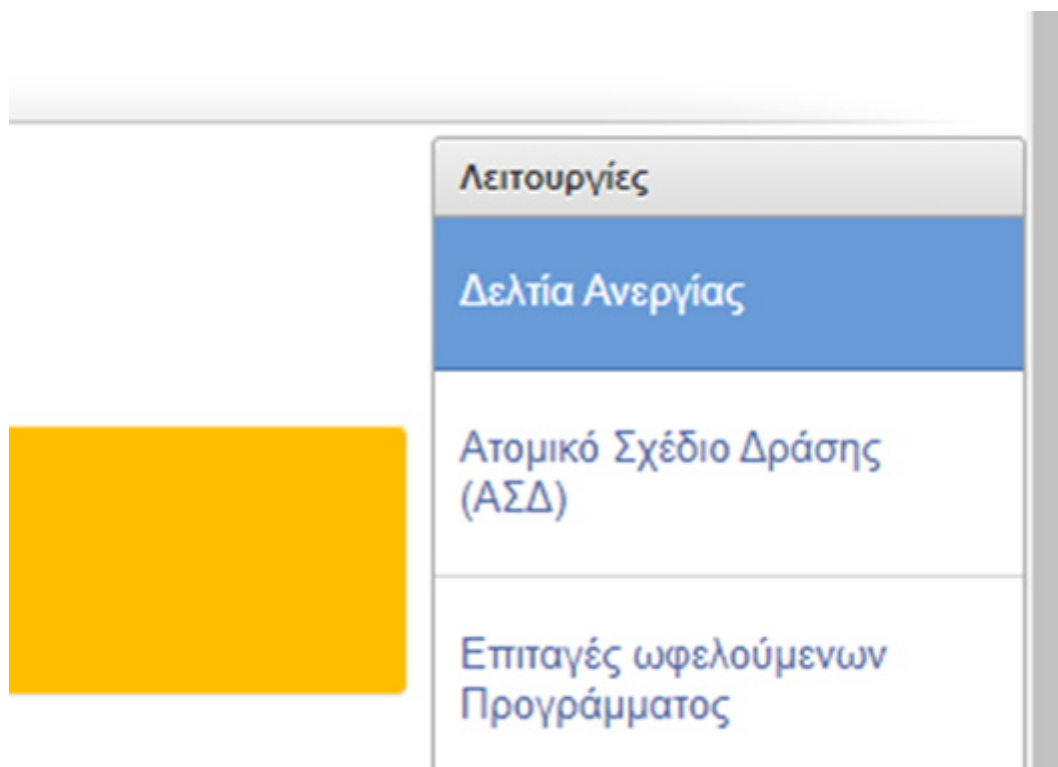 Λειτουργίες
Δελτία Ανεργίας
Ατομικό Σχέδιο Δράσης
(ΑΣΔ)
Επιταγές ωφελούμενων
Προγράμματος